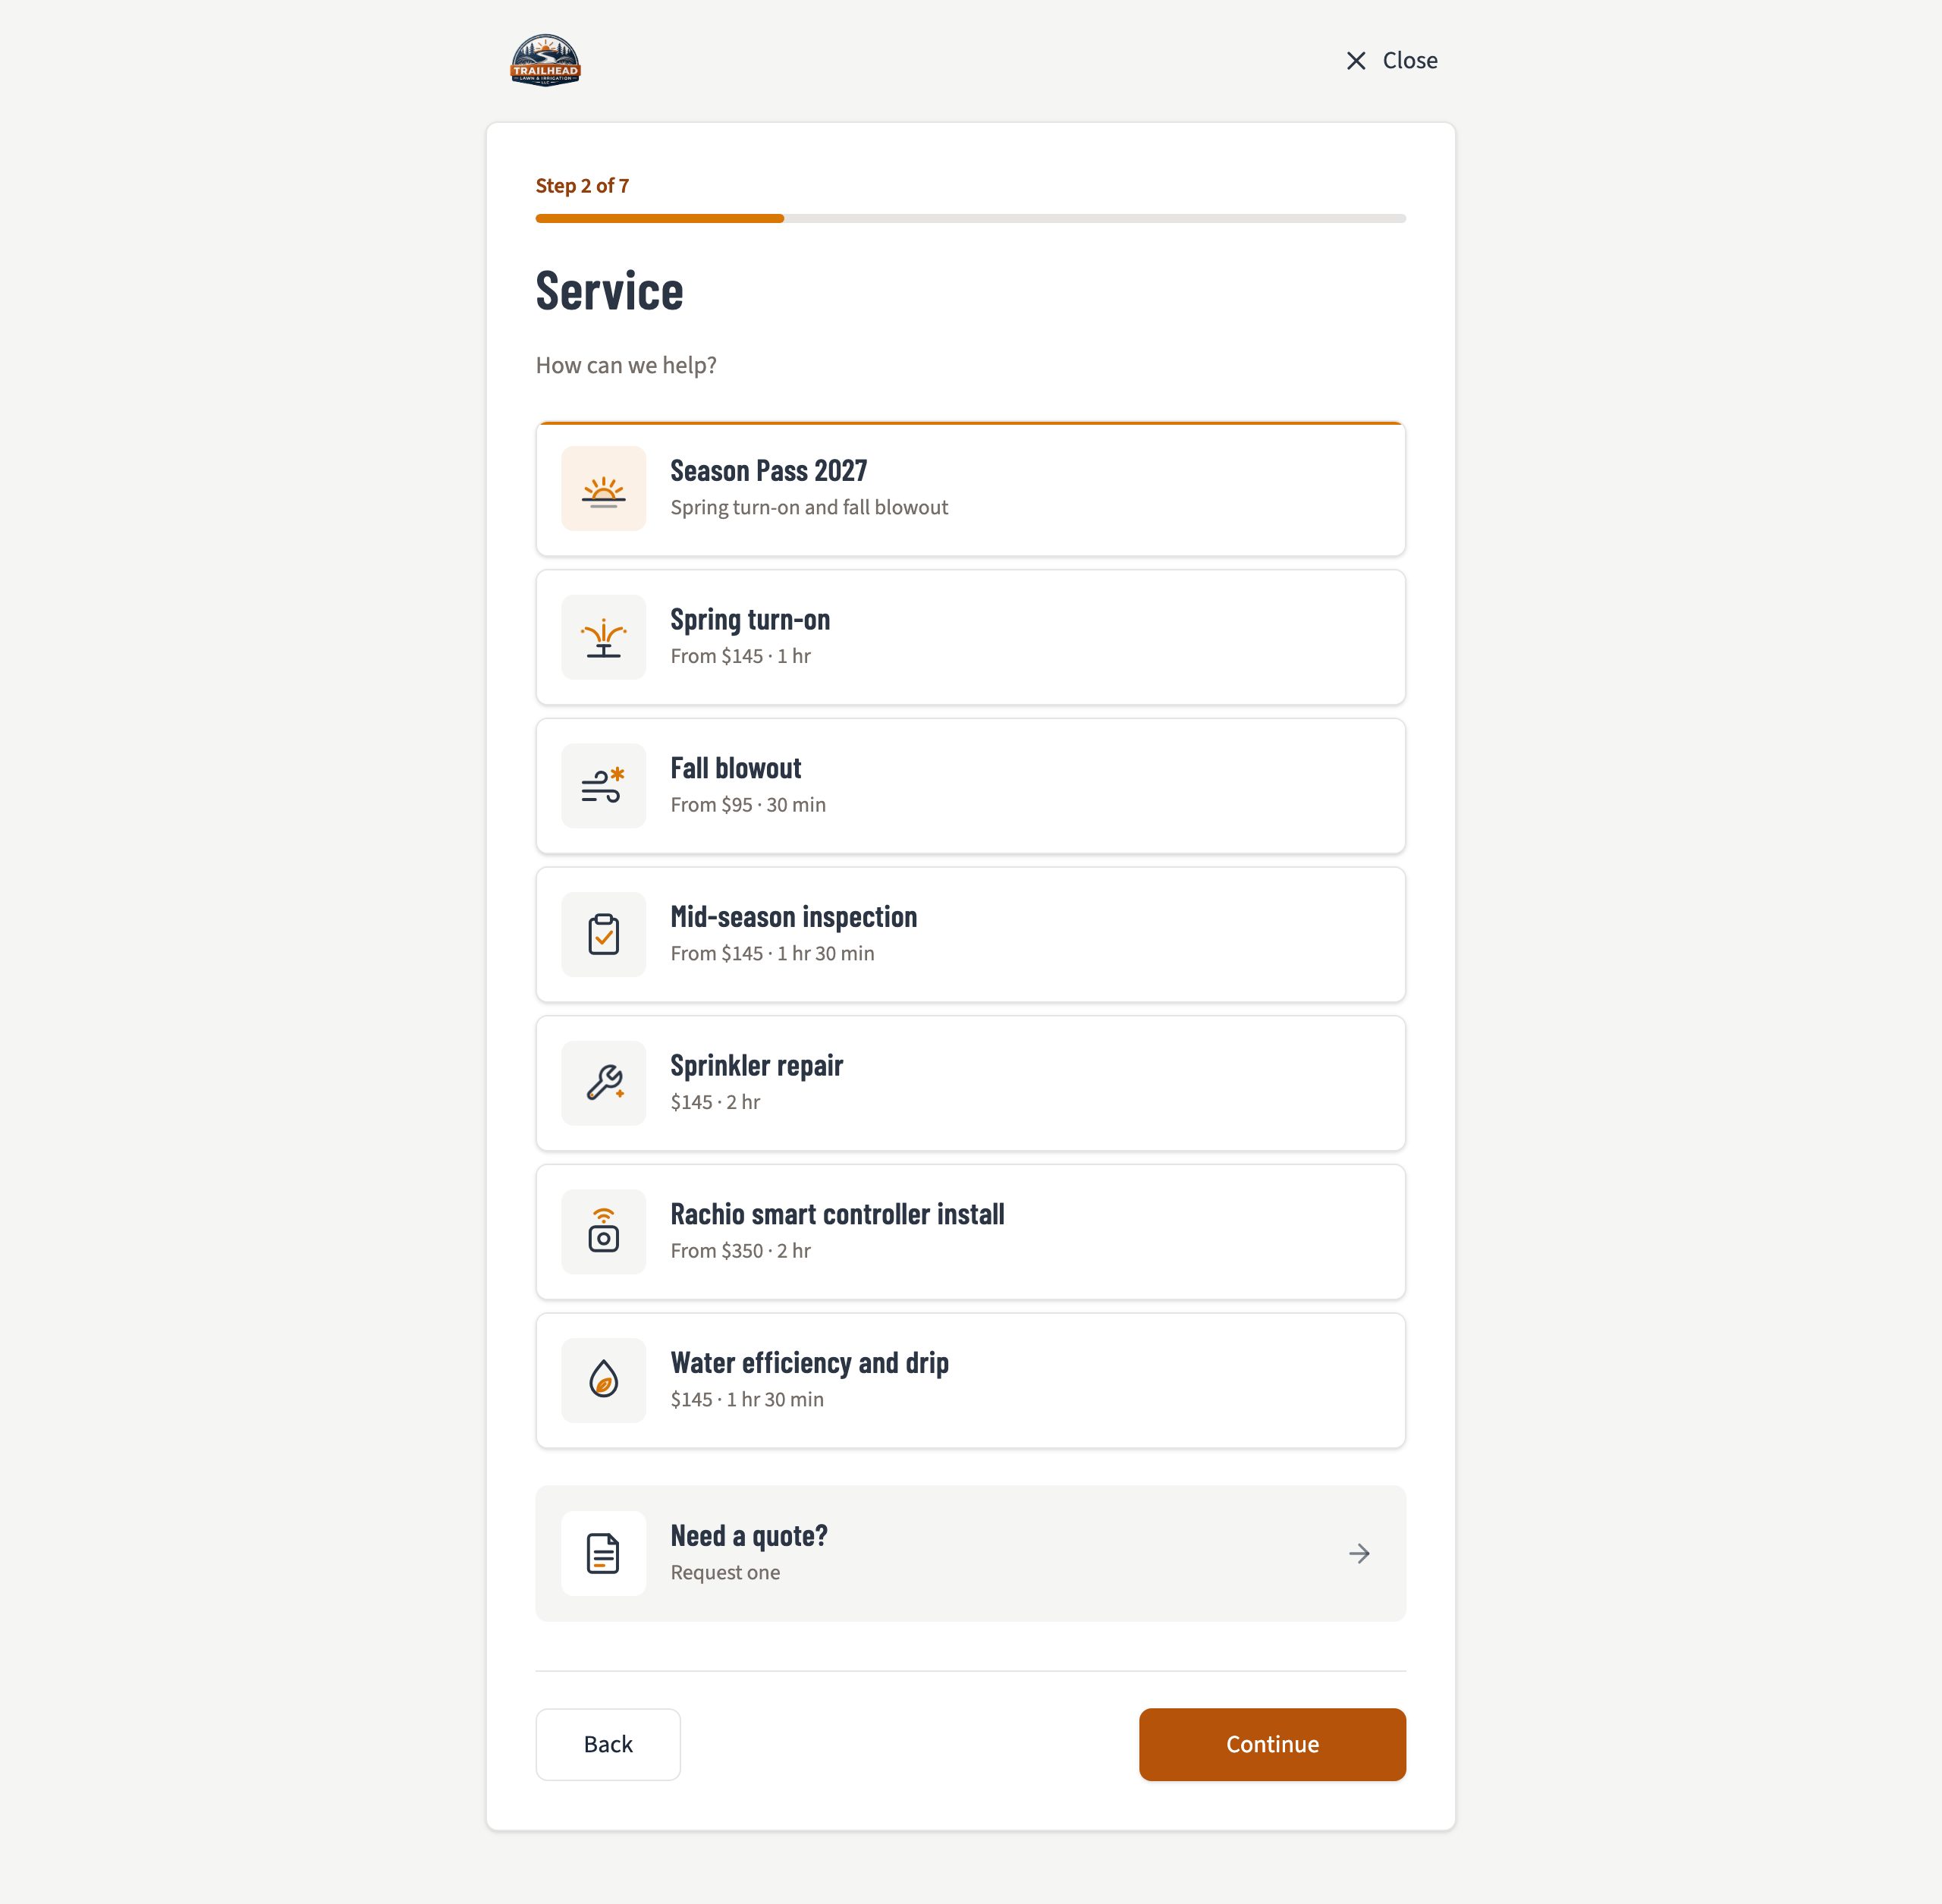 TRAILHEAD
LAWN & IRRIGATION
Close
Step 2 of 7
Service
How can we help?
Season Pass 2027
Spring turn-on and fall blowout
Spring turn-on
From $145 · 1 hr
Fall blowout
From $95 · 30 min
Mid-season inspection
From $145 · 1 hr 30 min
Sprinkler repair
$145 · 2 hr
Rachio smart controller install
From $350 · 2 hr
Water efficiency and drip
$145 · 1 hr 30 min
Need a quote?
Request one
Back
Continue